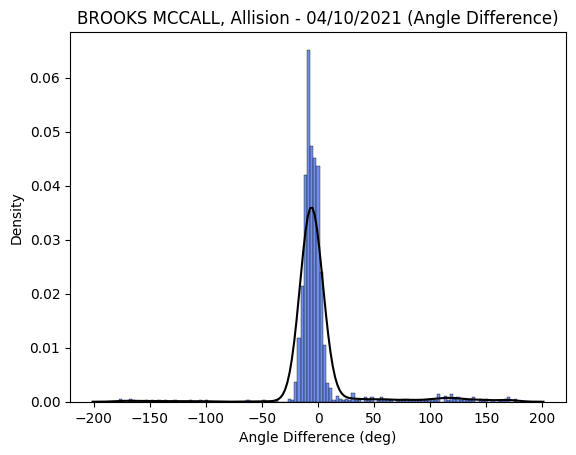 BROOKS MCCALL, Allision - 04/10/2021 (Angle Difference)
Density
0.06
0.05
0.04
0.03
0.02
0.01
0.00
−200 −150 −100 −50 0 50 100 150 200
Angle Difference (deg)